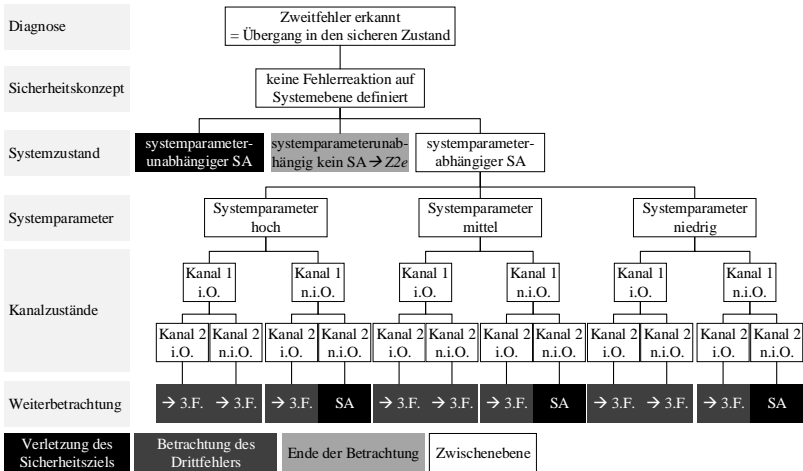 Diagnose
Zweitfehler erkannt
= Übergang in den sicheren Zustand
Sicherheitskonzept
keine Fehlerreaktion auf
Systemebene definiert
Systemzustand
systemparameter-
unabhängiger SA
systemparameterunab-
hängig kein SA → Z2e
systemparameter-
abhängiger SA
Systemparameter
Systemparameter
hoch
Systemparameter
mittel
Systemparameter
niedrig
Kanalzustände
Kanal 1
i.O.
Kanal 1
n.i.O.
Kanal 1
i.O.
Kanal 1
n.i.O.
Kanal 1
i.O.
Kanal 1
n.i.O.
Kanal 2
i.O.
Kanal 2
n.i.O.
Kanal 2
i.O.
Kanal 2
n.i.O.
Kanal 2
i.O.
Kanal 2
n.i.O.
Kanal 2
i.O.
Kanal 2
n.i.O.
Kanal 2
i.O.
Kanal 2
n.i.O.
Kanal 2
i.O.
Kanal 2
n.i.O.
Weiterbetrachtung
→ 3.F.
→ 3.F.
→ 3.F.
SA
→ 3.F.
→ 3.F.
→ 3.F.
SA
→ 3.F.
→ 3.F.
→ 3.F.
SA
Verletzung des
Sicherheitsziels
Betrachtung des
Drittfehlers
Ende der Betrachtung
Zwischenebene